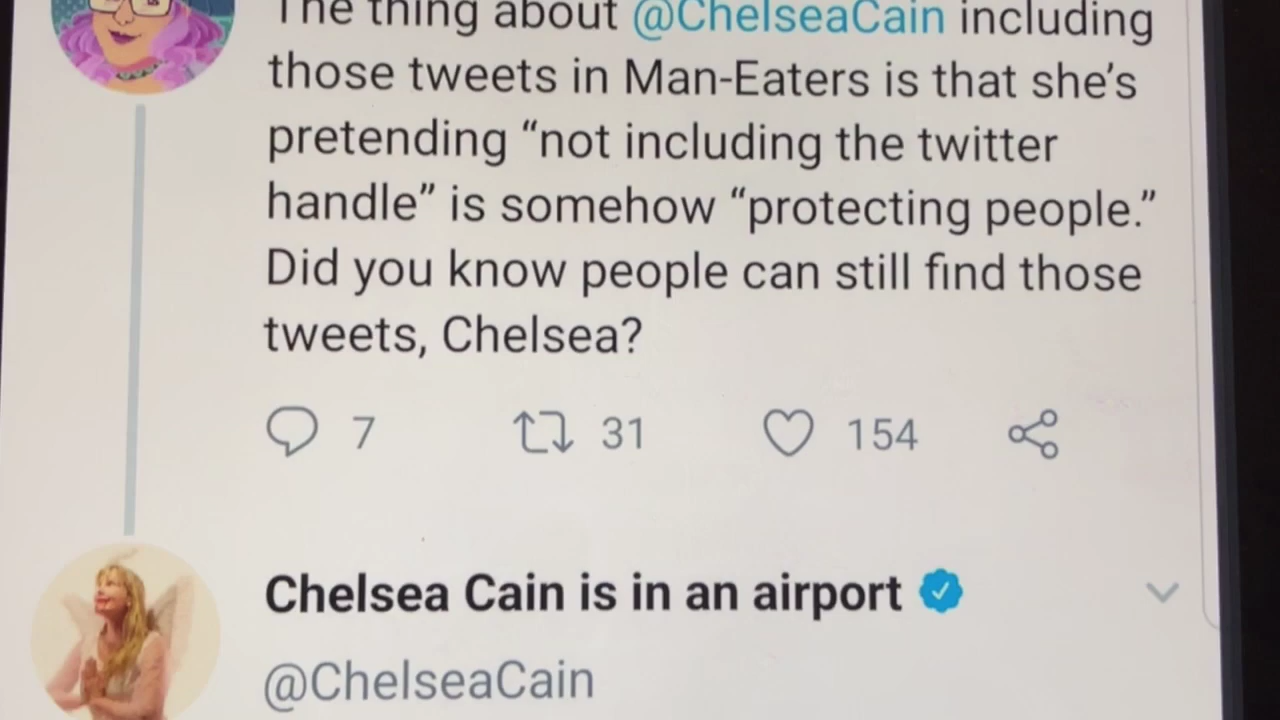 The thing about @ChelseaCain including
those tweets in Man-Eaters is that she’s
pretending “not including the twitter
handle” is somehow “protecting people.”
Did you know people can still find those
tweets, Chelsea?
7 31 154
Chelsea Cain is in an airport
@ChelseaCain